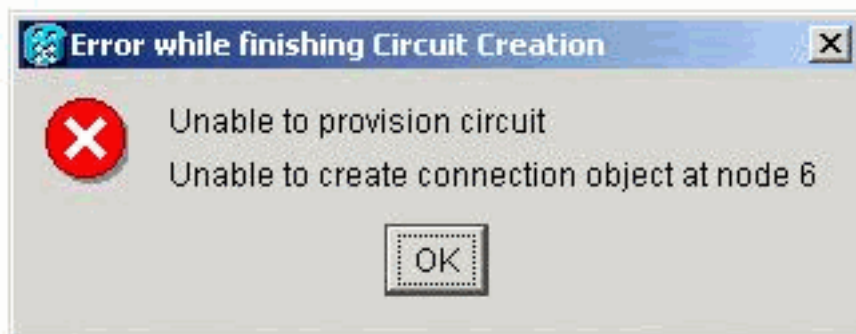 Error while finishing Circuit Creation
Unable to provision circuit
Unable to create connection object at node 6
OK